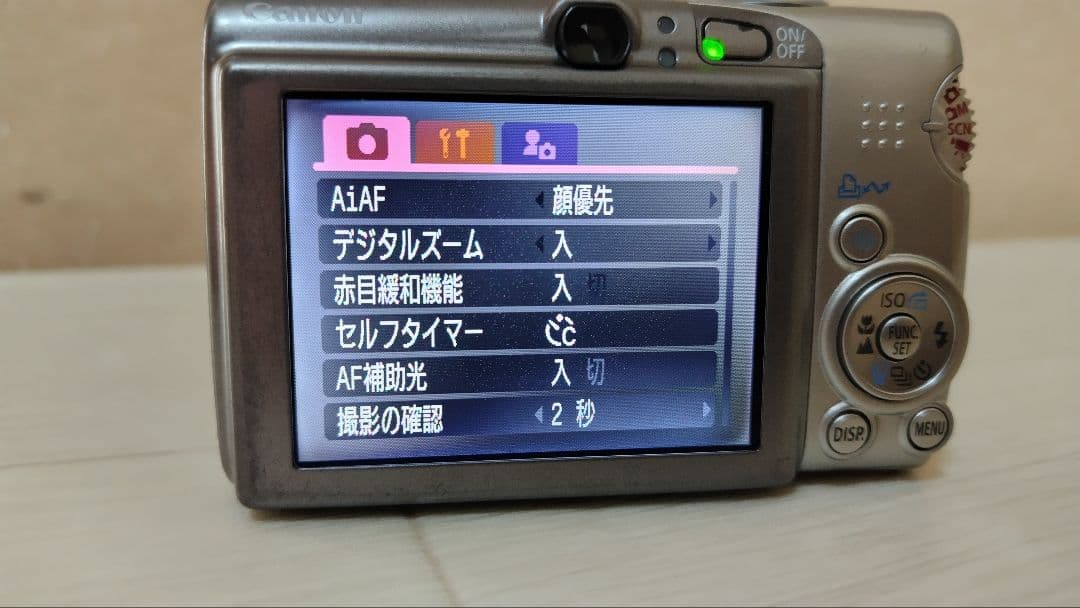 Canon
ON/
OFF
M
SCN
AiAF 顔優先
デジタルズーム 入
赤目緩和機能 入 切
セルフタイマー
AF補助光 入 切
撮影の確認 2 秒
ISO
FUNC.
SET
DISP.
MENU